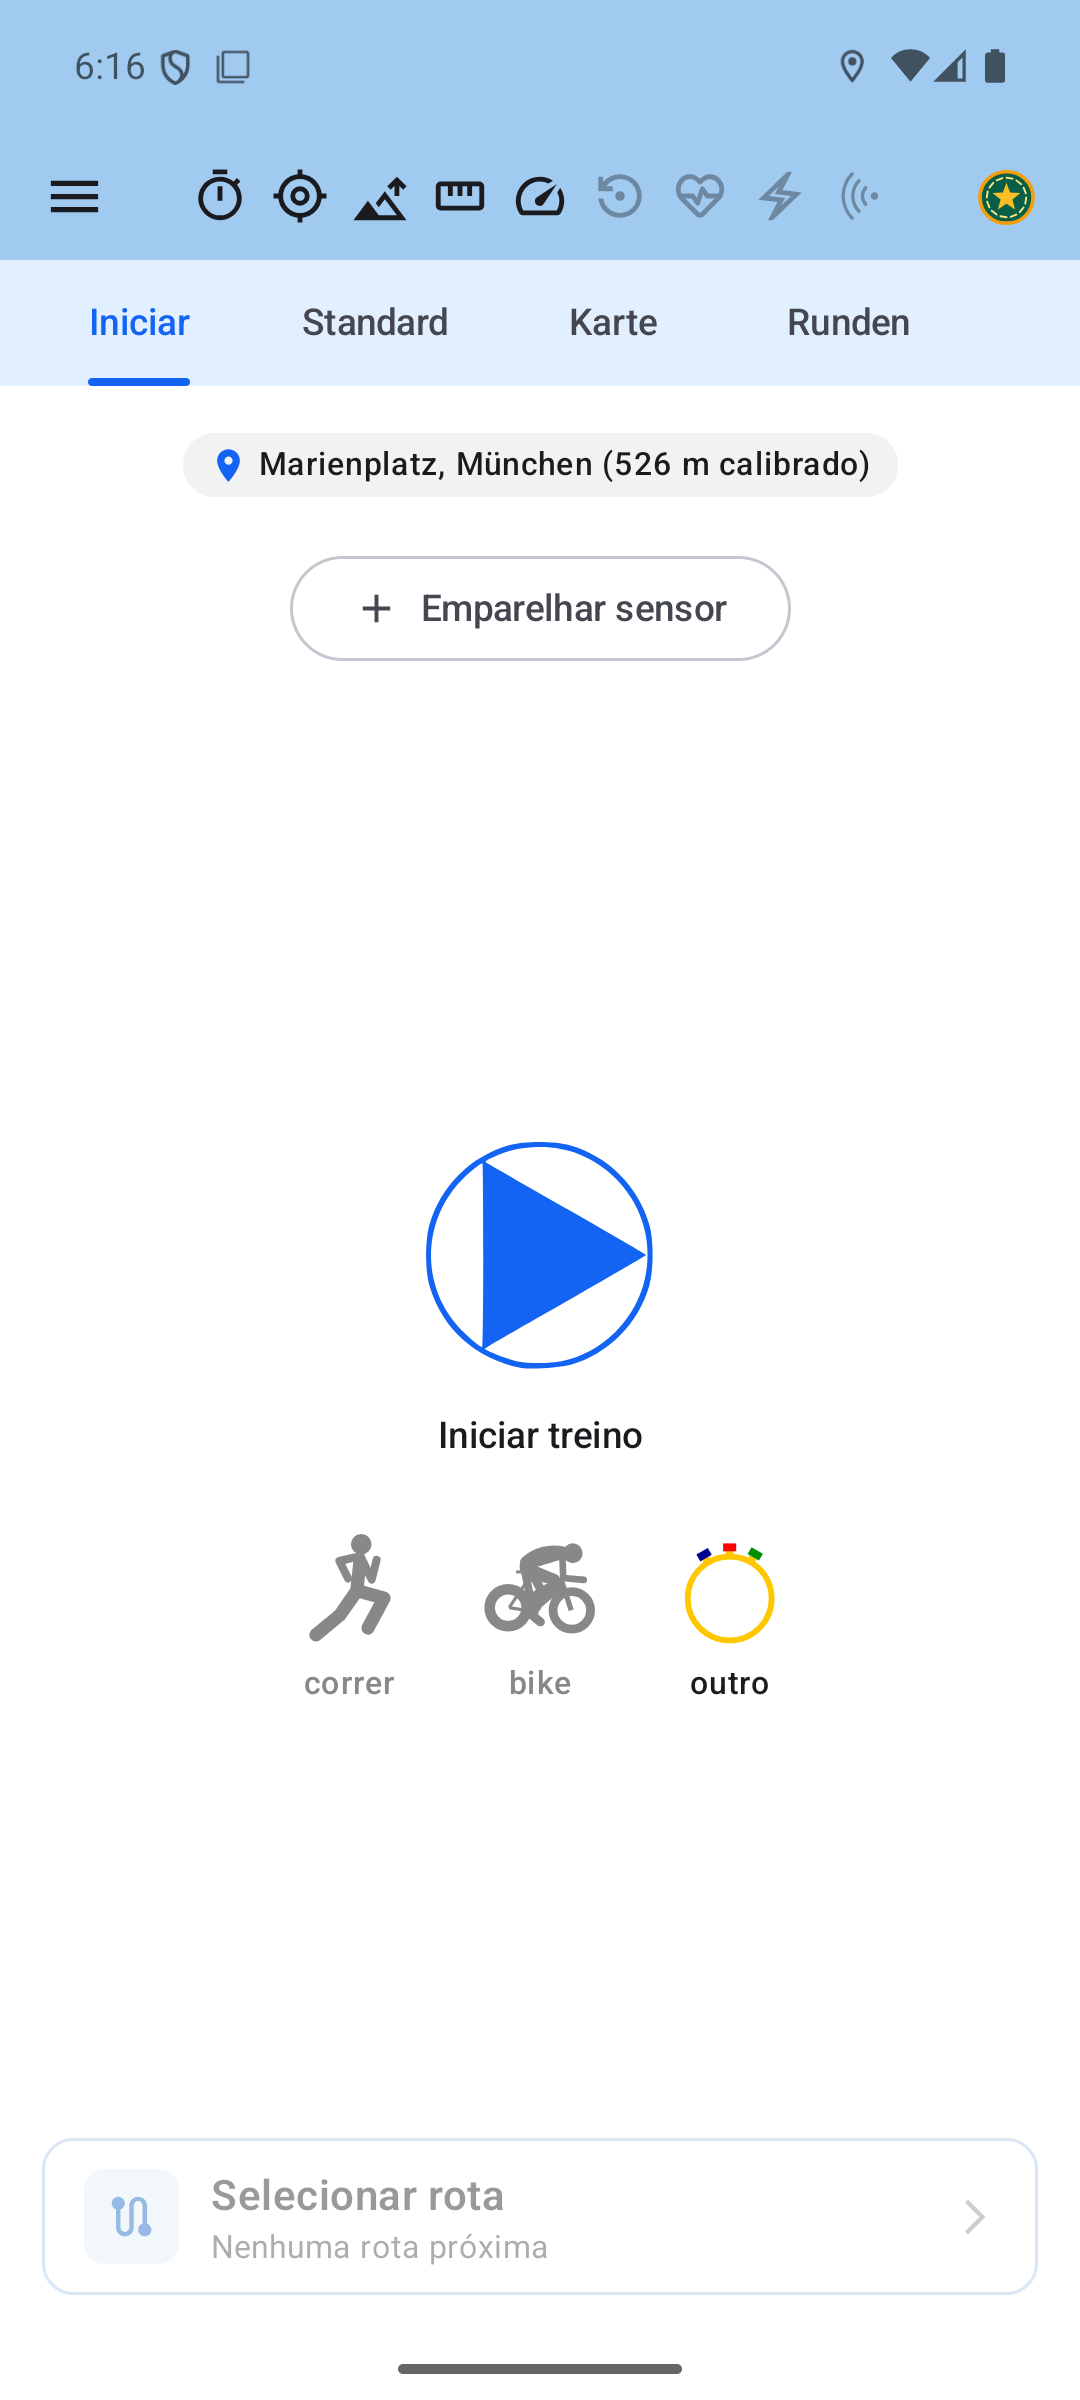 6:16
Iniciar Standard Karte Runden
Marienplatz, München (526 m calibrado)
Emparelhar sensor
Iniciar treino
correr bike outro
Selecionar rota
Nenhuma rota próxima